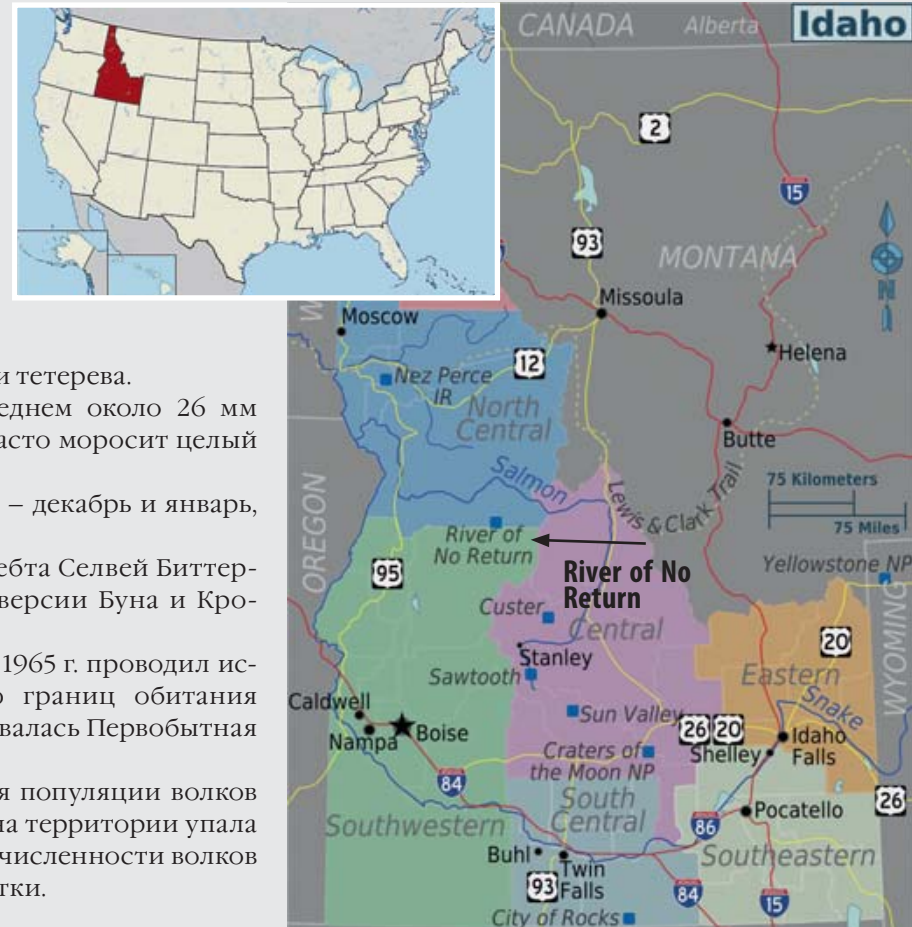 CANADA
Alberta
Idaho
2
15
93
MONTANA
N
Missoula
W
Moscow
Helena
12
Nez Perce
IR
North
Central
Butte
и тетерева.
еднем около 26 мм
асто моросит целый
– декабрь и январь,
ебта Селвей Биттер-
версии Буна и Кро-
1965 г. проводил ис-
о границ обитания
валась Первобытная
я популяции волков
на территории упала
численности волков
тки.
Salmon
Lewis & Clark Trail
75 Kilometers
75 Miles
OREGON
River of
No Return
River of No
Return
Yellowstone NP
95
Custer
Central
WYOMING
20
Stanley
Eastern
Sawtooth
Snake
Caldwell
Sun Valley
26 20
Nampa
Boise
Idaho
Falls
Shelley
Craters of
the Moon NP
84
26
South
Central
Pocatello
86
Southwestern
Southeastern
Buhl
Twin
Falls
93
84
15
City of Rocks